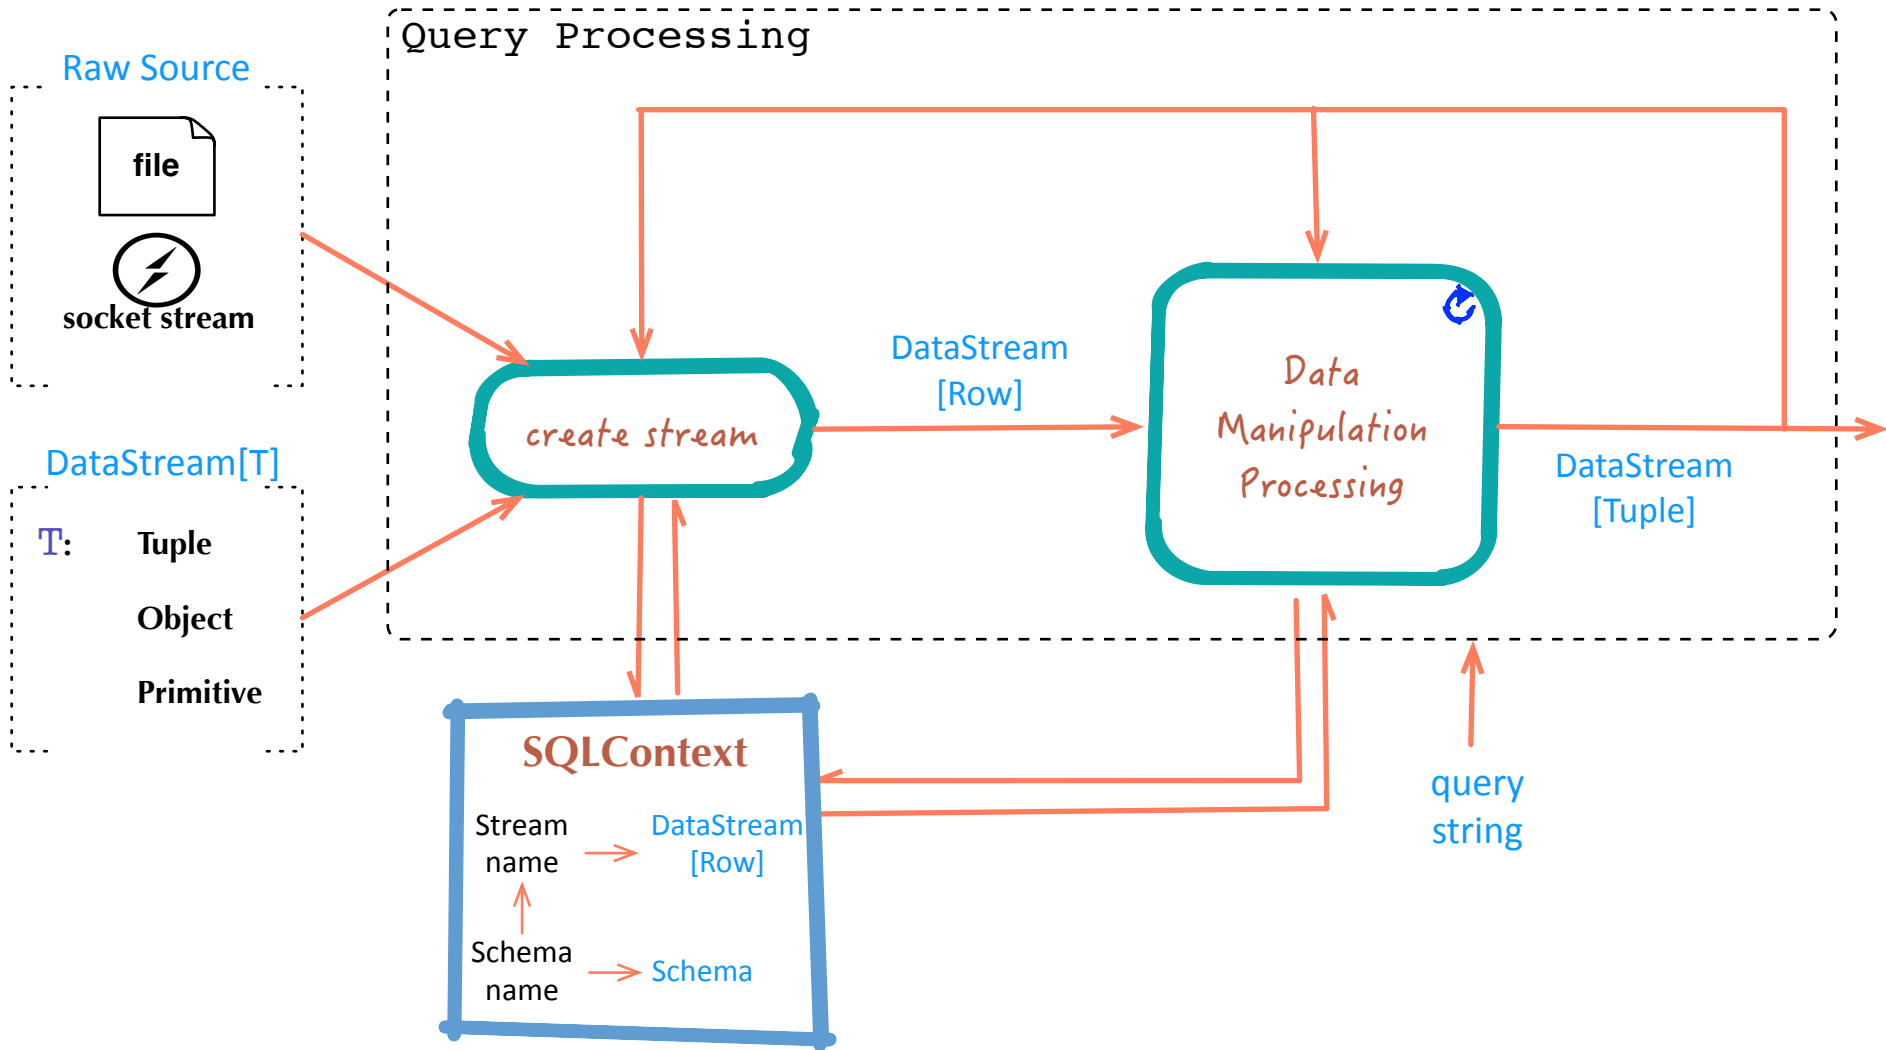 Query Processing
Raw Source
file
socket stream
DataStream[T]
T: Tuple
Object
Primitive
create stream
DataStream
[Row]
Data
Manipulation
Processing
DataStream
[Tuple]
SQLContext
Stream
name
DataStream
[Row]
Schema
name
Schema
query
string